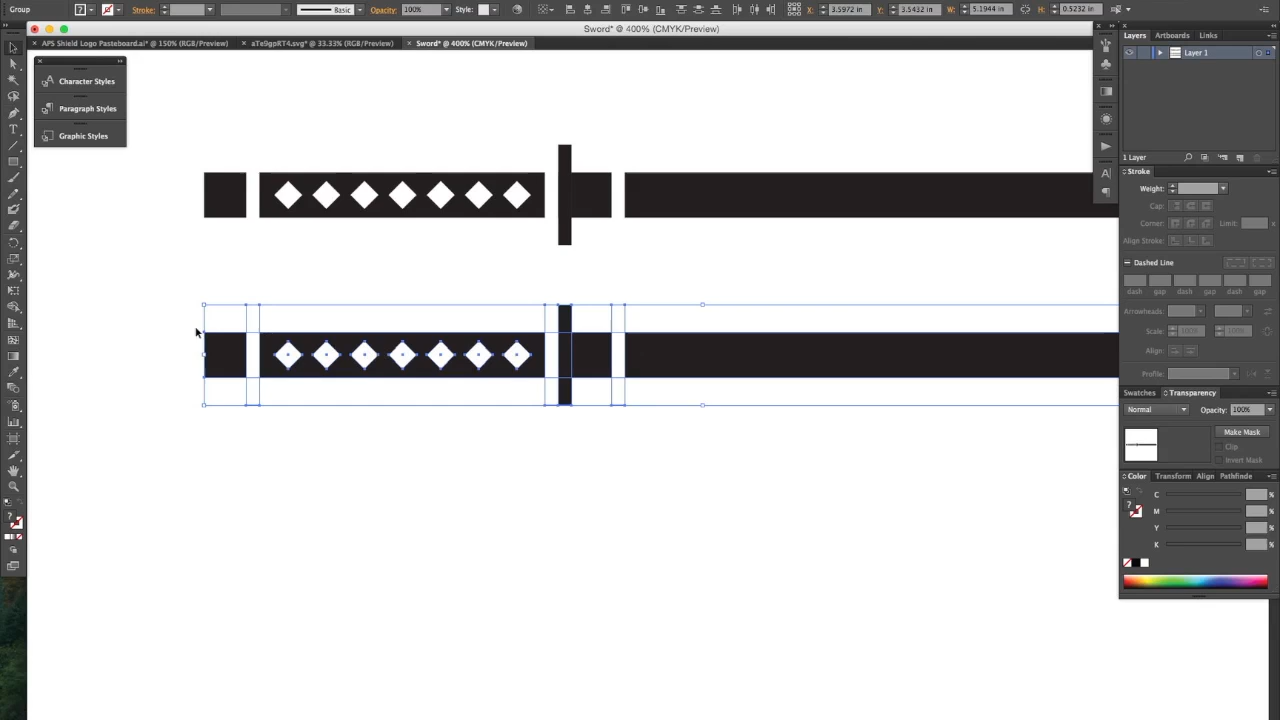 Group
?
Stroke:
Basic
Opacity: 100%
Style:
X: 3.5972 in
Y: 3.5432 in
W: 5.1944 in
H: 0.5232 in
Sword* @ 400% (CMYK/Preview)
× APS Shield Logo Pasteboard.ai* @ 150% (RGB/Preview)
× aTe9gpRT4.svg* @ 33.33% (RGB/Preview)
× Sword* @ 400% (CMYK/Preview)
Character Styles
Paragraph Styles
Graphic Styles
Layers Artboards Links
Layer 1
1 Layer
Stroke
Weight:
Cap:
Corner: Limit: x
Align Stroke:
Dashed Line
dash gap dash gap dash gap
Arrowheads:
Scale: 100% 100%
Align:
Profile:
Swatches Transparency
Normal Opacity: 100%
Make Mask
Clip
Invert Mask
Color Transform Align Pathfinde
C %
M %
Y %
K %
?